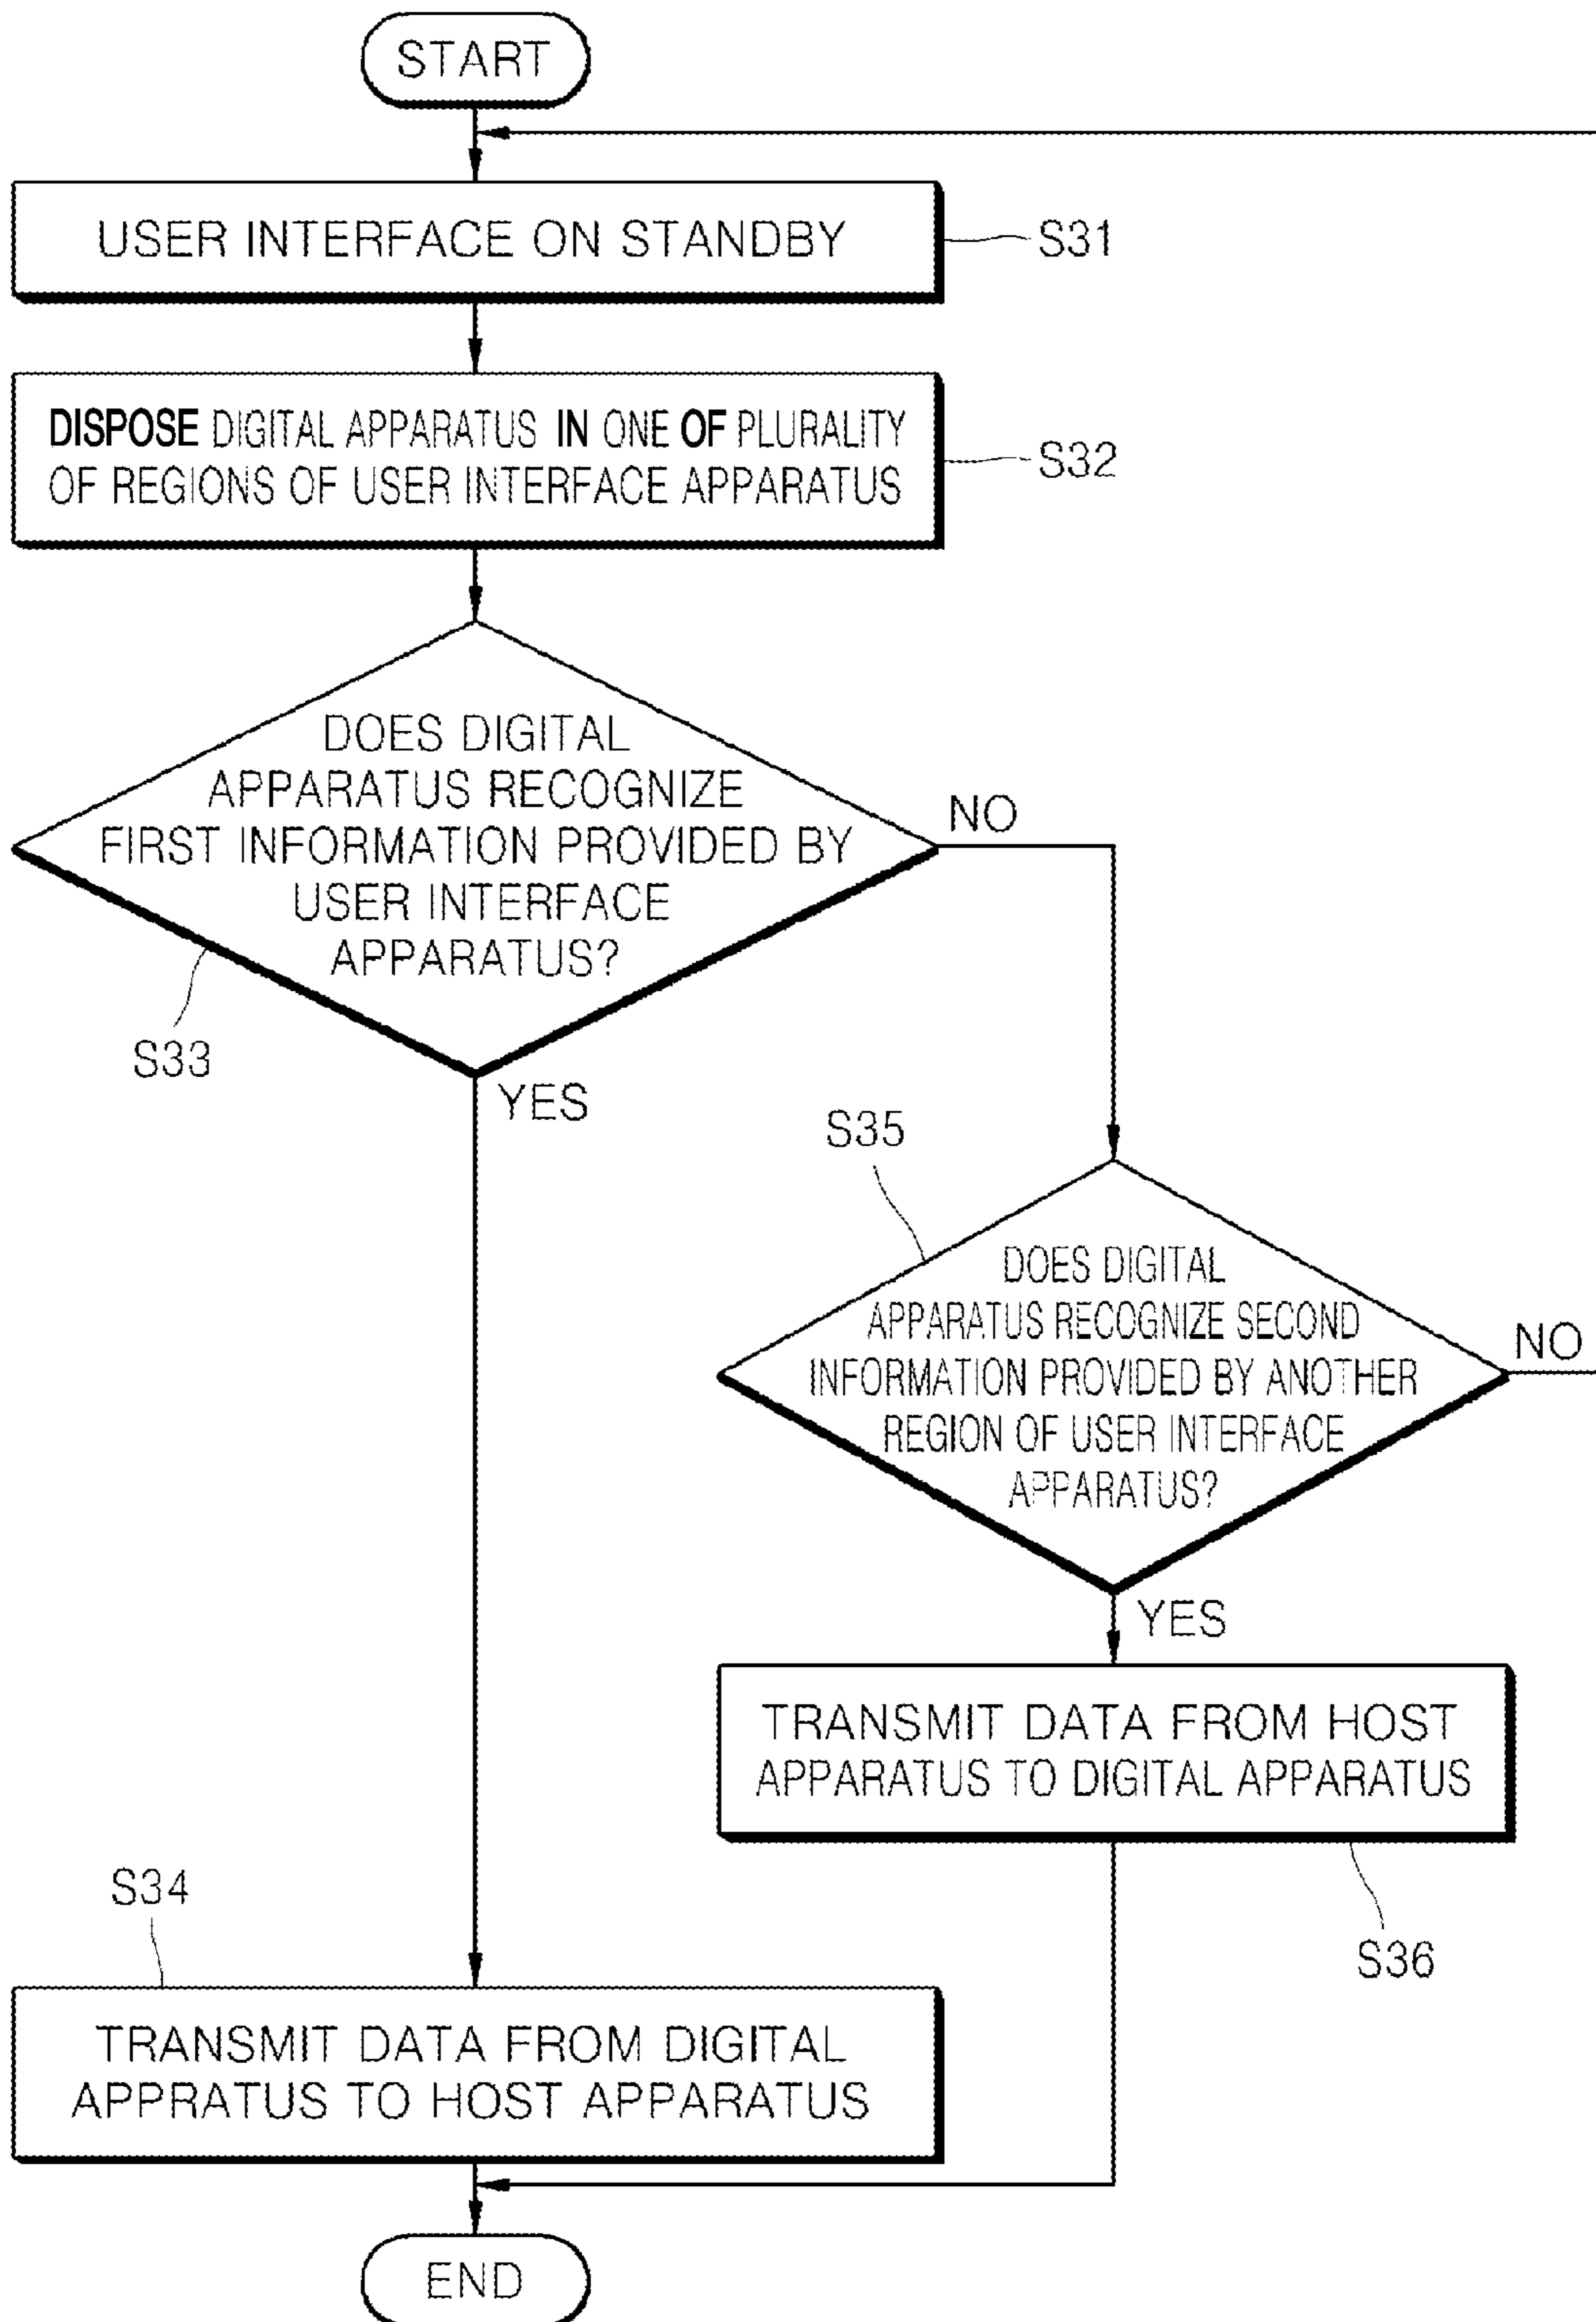 START
USER INTERFACE ON STANDBY
S31
DISPOSE DIGITAL APPARATUS IN ONE OF PLURALITY
OF REGIONS OF USER INTERFACE APPARATUS
S32
DOES DIGITAL
APPARATUS RECOGNIZE
FIRST INFORMATION PROVIDED BY
USER INTERFACE
APPARATUS?
NO
S33
YES
S35
DOES DIGITAL
APPARATUS RECOGNIZE SECOND
INFORMATION PROVIDED BY ANOTHER
REGION OF USER INTERFACE
APPARATUS?
NO
YES
TRANSMIT DATA FROM HOST
APPARATUS TO DIGITAL APPARATUS
S36
S34
TRANSMIT DATA FROM DIGITAL
APPRATUS TO HOST APPARATUS
END